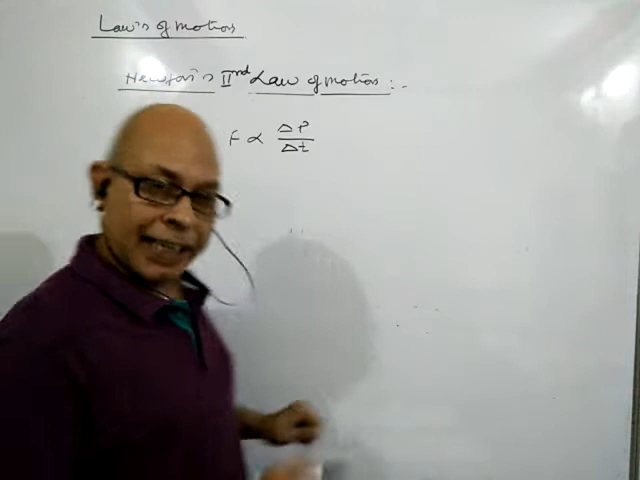 Law's of motion
Newton's IInd Law of motion :-
F ∝ ΔP / Δt